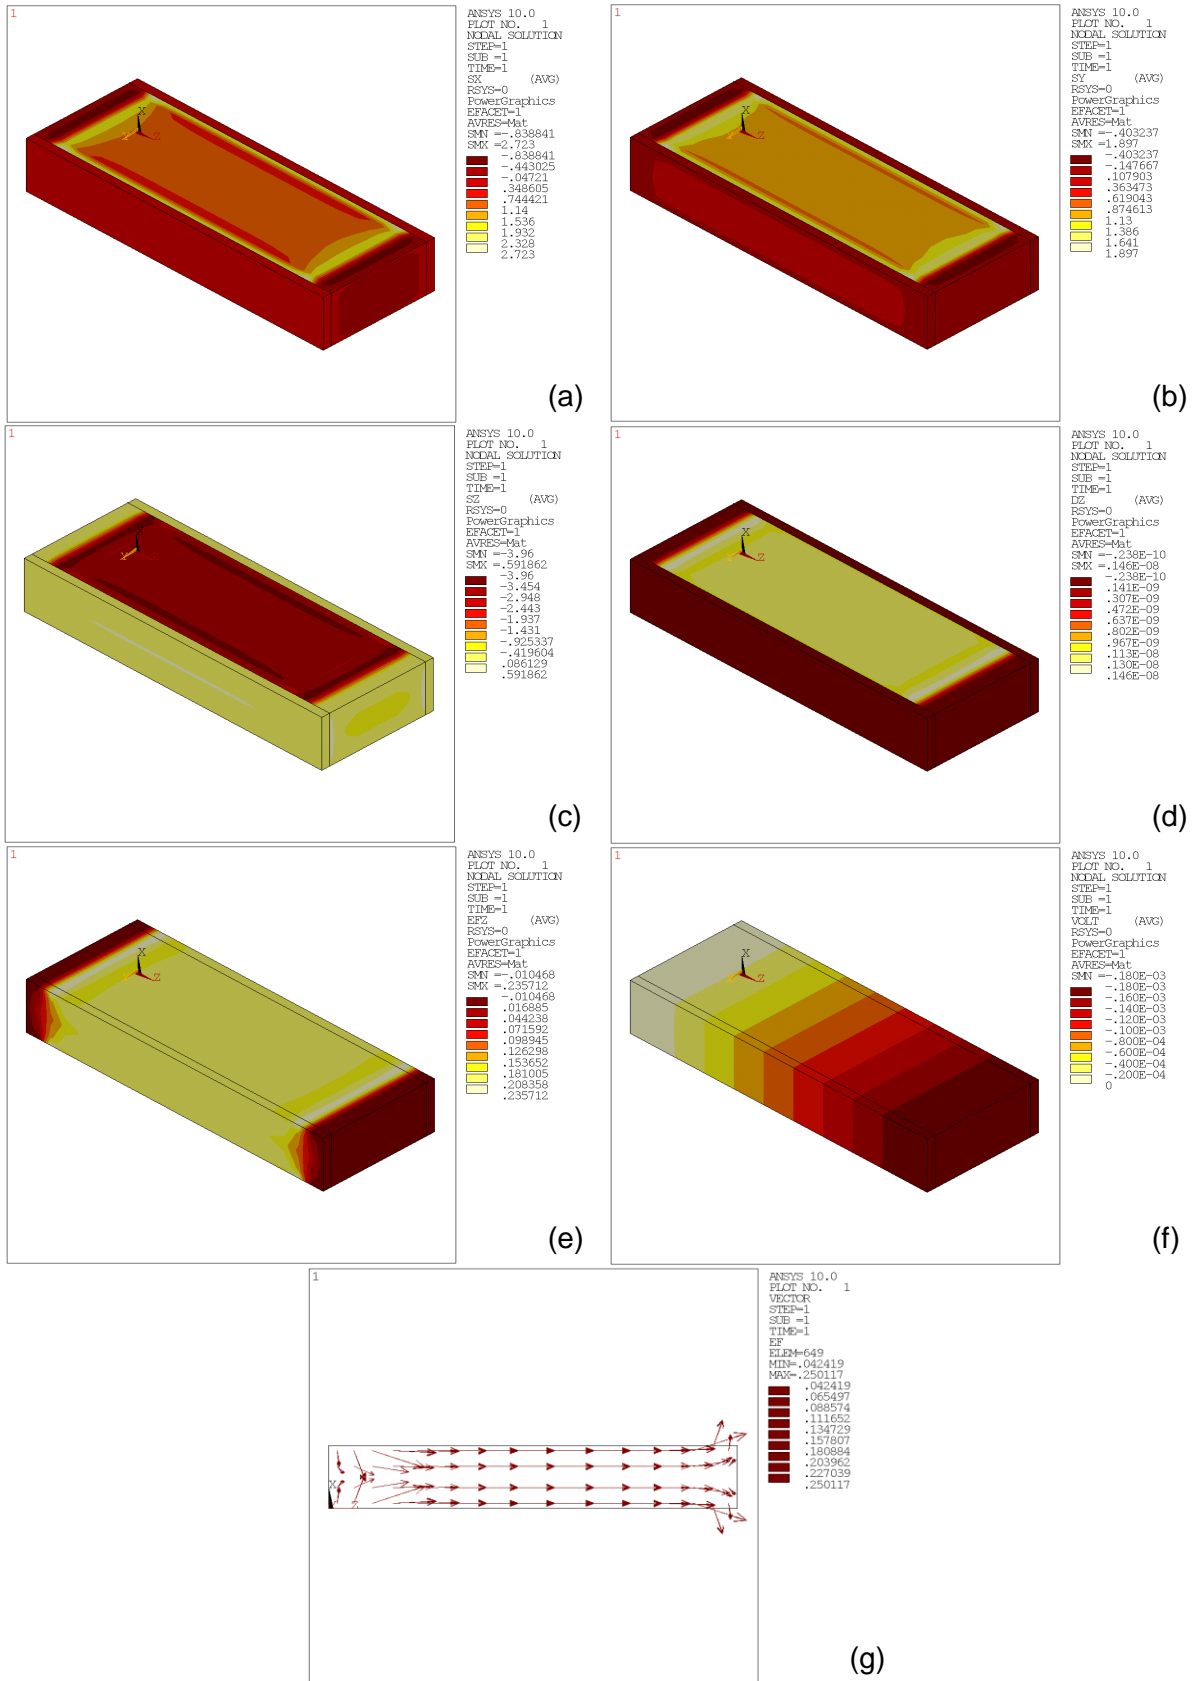 1
ANSYS 10.0
PLOT NO. 1
NODAL SOLUTION
STEP=1
SUB =1
TIME=1
SX (AVG)
RSYS=0
PowerGraphics
EFACET=1
AVRES=Mat
SMN =-.838841
SMX =2.723
-.838841
-.443025
-.04721
.348605
.744421
1.14
1.536
1.932
2.328
2.723
X
Y
Z
(a)
1
ANSYS 10.0
PLOT NO. 1
NODAL SOLUTION
STEP=1
SUB =1
TIME=1
SY (AVG)
RSYS=0
PowerGraphics
EFACET=1
AVRES=Mat
SMN =-.403237
SMX =1.897
-.403237
-.147667
.107903
.363473
.619043
.874613
1.13
1.386
1.641
1.897
X
Y
Z
(b)
1
ANSYS 10.0
PLOT NO. 1
NODAL SOLUTION
STEP=1
SUB =1
TIME=1
SZ (AVG)
RSYS=0
PowerGraphics
EFACET=1
AVRES=Mat
SMN =-3.96
SMX =.591862
-3.96
-3.454
-2.948
-2.443
-1.937
-1.431
-.925337
-.419604
.086129
.591862
X
Y
Z
(c)
1
ANSYS 10.0
PLOT NO. 1
NODAL SOLUTION
STEP=1
SUB =1
TIME=1
DZ (AVG)
RSYS=0
PowerGraphics
EFACET=1
AVRES=Mat
SMN =-.238E-10
SMX =.146E-08
-.238E-10
.141E-09
.307E-09
.472E-09
.637E-09
.802E-09
.967E-09
.113E-08
.130E-08
.146E-08
X
Y
Z
(d)
1
ANSYS 10.0
PLOT NO. 1
NODAL SOLUTION
STEP=1
SUB =1
TIME=1
EFZ (AVG)
RSYS=0
PowerGraphics
EFACET=1
AVRES=Mat
SMN =-.010468
SMX =.235712
-.010468
.016885
.044238
.071592
.098945
.126298
.153652
.181005
.208358
.235712
X
Y
Z
(e)
1
ANSYS 10.0
PLOT NO. 1
NODAL SOLUTION
STEP=1
SUB =1
TIME=1
VOLT (AVG)
RSYS=0
PowerGraphics
EFACET=1
AVRES=Mat
SMN =-.180E-03
-.180E-03
-.160E-03
-.140E-03
-.120E-03
-.100E-03
-.800E-04
-.600E-04
-.400E-04
-.200E-04
0
X
Y
Z
(f)
1
ANSYS 10.0
PLOT NO. 1
VECTOR
STEP=1
SUB =1
TIME=1
EF
ELEM=649
MIN=.042419
MAX=.250117
.042419
.065497
.088574
.111652
.134729
.157807
.180884
.203962
.227039
.250117
X
Z
(g)